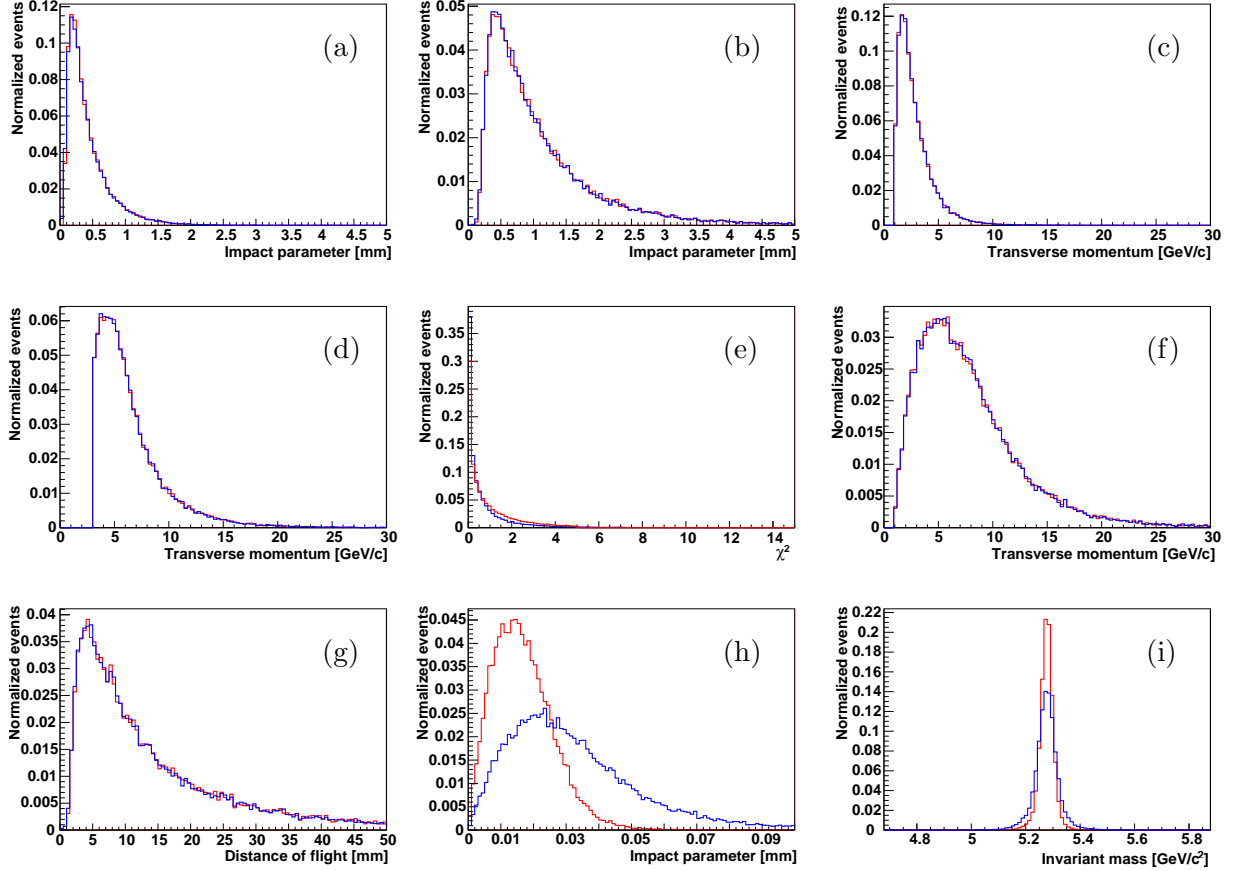 Normalized events
0.12
0.1
0.08
0.06
0.04
0.02
0
(a)
0 0.5 1 1.5 2 2.5 3 3.5 4 4.5 5
Impact parameter [mm]
Normalized events
0.05
0.04
0.03
0.02
0.01
0
(b)
0 0.5 1 1.5 2 2.5 3 3.5 4 4.5 5
Impact parameter [mm]
Normalized events
0.12
0.1
0.08
0.06
0.04
0.02
0
(c)
0 5 10 15 20 25 30
Transverse momentum [GeV/c]
Normalized events
0.06
0.05
0.04
0.03
0.02
0.01
0
(d)
0 5 10 15 20 25 30
Transverse momentum [GeV/c]
Normalized events
0.35
0.3
0.25
0.2
0.15
0.1
0.05
0
(e)
0 2 4 6 8 10 12 14
χ²
Normalized events
0.03
0.025
0.02
0.015
0.01
0.005
0
(f)
0 5 10 15 20 25 30
Transverse momentum [GeV/c]
Normalized events
0.04
0.035
0.03
0.025
0.02
0.015
0.01
0.005
0
(g)
0 5 10 15 20 25 30 35 40 45 50
Distance of flight [mm]
Normalized events
0.045
0.04
0.035
0.03
0.025
0.02
0.015
0.01
0.005
0
(h)
0 0.01 0.03 0.05 0.07 0.09
Impact parameter [mm]
Normalized events
0.22
0.2
0.18
0.16
0.14
0.12
0.1
0.08
0.06
0.04
0.02
0
(i)
4.8 5 5.2 5.4 5.6 5.8
Invariant mass [GeV/c²]